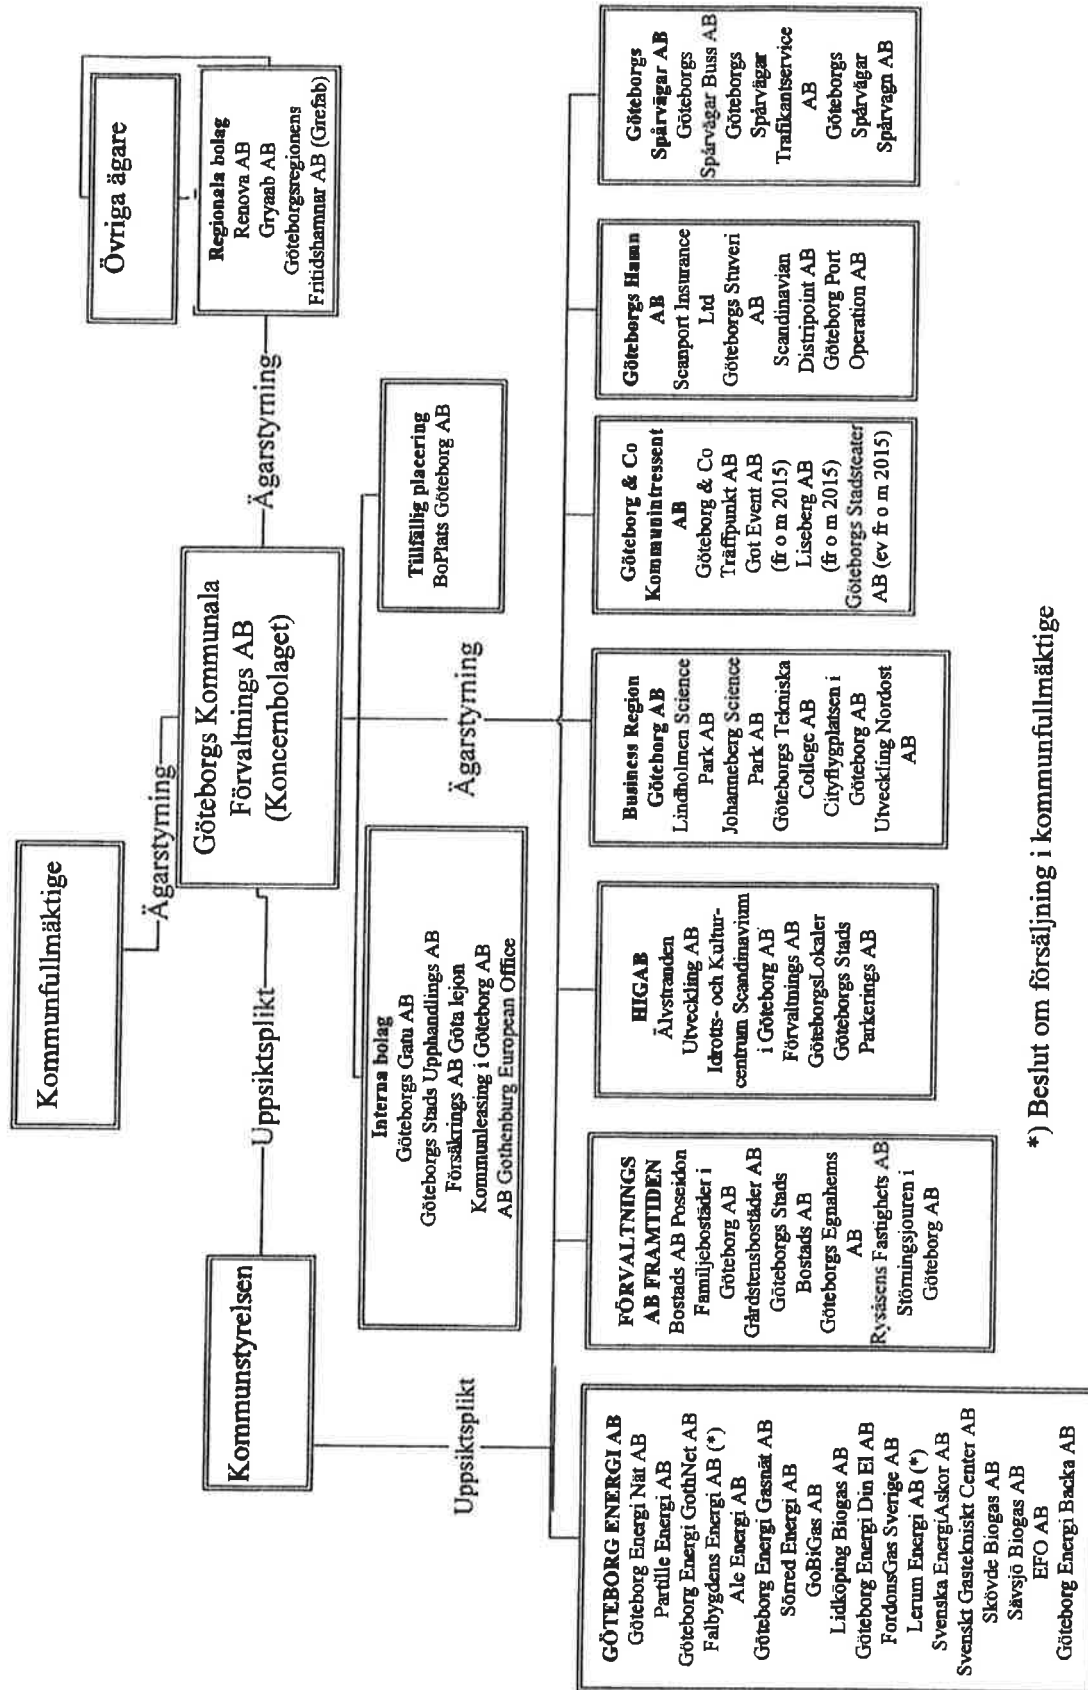 Kommunfullmäktige
Ägarstyrning
Kommunstyrelsen
Uppsiktsplikt
Göteborgs Kommunala
Förvaltnings AB
(Koncernbolaget)
Ägarstyrning
Övriga ägare
Regionala bolag
Renova AB
Gryaab AB
Göteborgsregionens
Fritidshamnar AB (Grefab)
Interna bolag
Göteborgs Gatu AB
Göteborgs Stads Upphandlings AB
Försäkrings AB Göta lejon
Kommunleasing i Göteborg AB
AB Gothenburg European Office
Tillfällig placering
BoPlats Göteborg AB
Uppsiktsplikt
Ägarstyrning
GÖTEBORG ENERGI AB
Göteborg Energi Nät AB
Partille Energi AB
Göteborg Energi GothNet AB
Falbygdens Energi AB (*)
Ale Energi AB
Göteborg Energi Gasnät AB
Sörred Energi AB
GoBiGas AB
Lidköping Biogas AB
Göteborg Energi Din El AB
FordonsGas Sverige AB
Lerum Energi AB (*)
Svenska EnergiAskor AB
Svenskt Gastekniskt Center AB
Skövde Biogas AB
Sävsjö Biogas AB
EFO AB
Göteborg Energi Backa AB
FÖRVALTNINGS
AB FRAMTIDEN
Bostads AB Poseidon
Familjebostäder i
Göteborg AB
Gårdstensbostäder AB
Göteborgs Stads
Bostads AB
Göteborgs Egnahems
AB
Rysåsens Fastighets AB
Störningsjouren i
Göteborg AB
HIGAB
Älvstranden
Utveckling AB
Idrotts- och Kultur-
centrum Scandinavium
i Göteborg AB
Förvaltnings AB
GöteborgsLokaler
Göteborgs Stads
Parkerings AB
Business Region
Göteborg AB
Lindholmen Science
Park AB
Johanneberg Science
Park AB
Göteborgs Tekniska
College AB
Cityflygplatsen i
Göteborg AB
Utveckling Nordost
AB
Göteborg & Co
Kommunintressent
AB
Göteborg & Co
Träffpunkt AB
Got Event AB
(fr o m 2015)
Liseberg AB
(fr o m 2015)
Göteborgs Stadsteater
AB (ev fr o m 2015)
Göteborgs Hamn
AB
Scanport Insurance
Ltd
Göteborgs Stuveri
AB
Scandinavian
Distripoint AB
Göteborg Port
Operation AB
Göteborgs
Spårvägar AB
Göteborgs
Spårvägar Buss AB
Göteborgs
Spårvägar
Trafikantservice
AB
Göteborgs
Spårvägar
Spårvagn AB
*) Beslut om försäljning i kommunfullmäktige